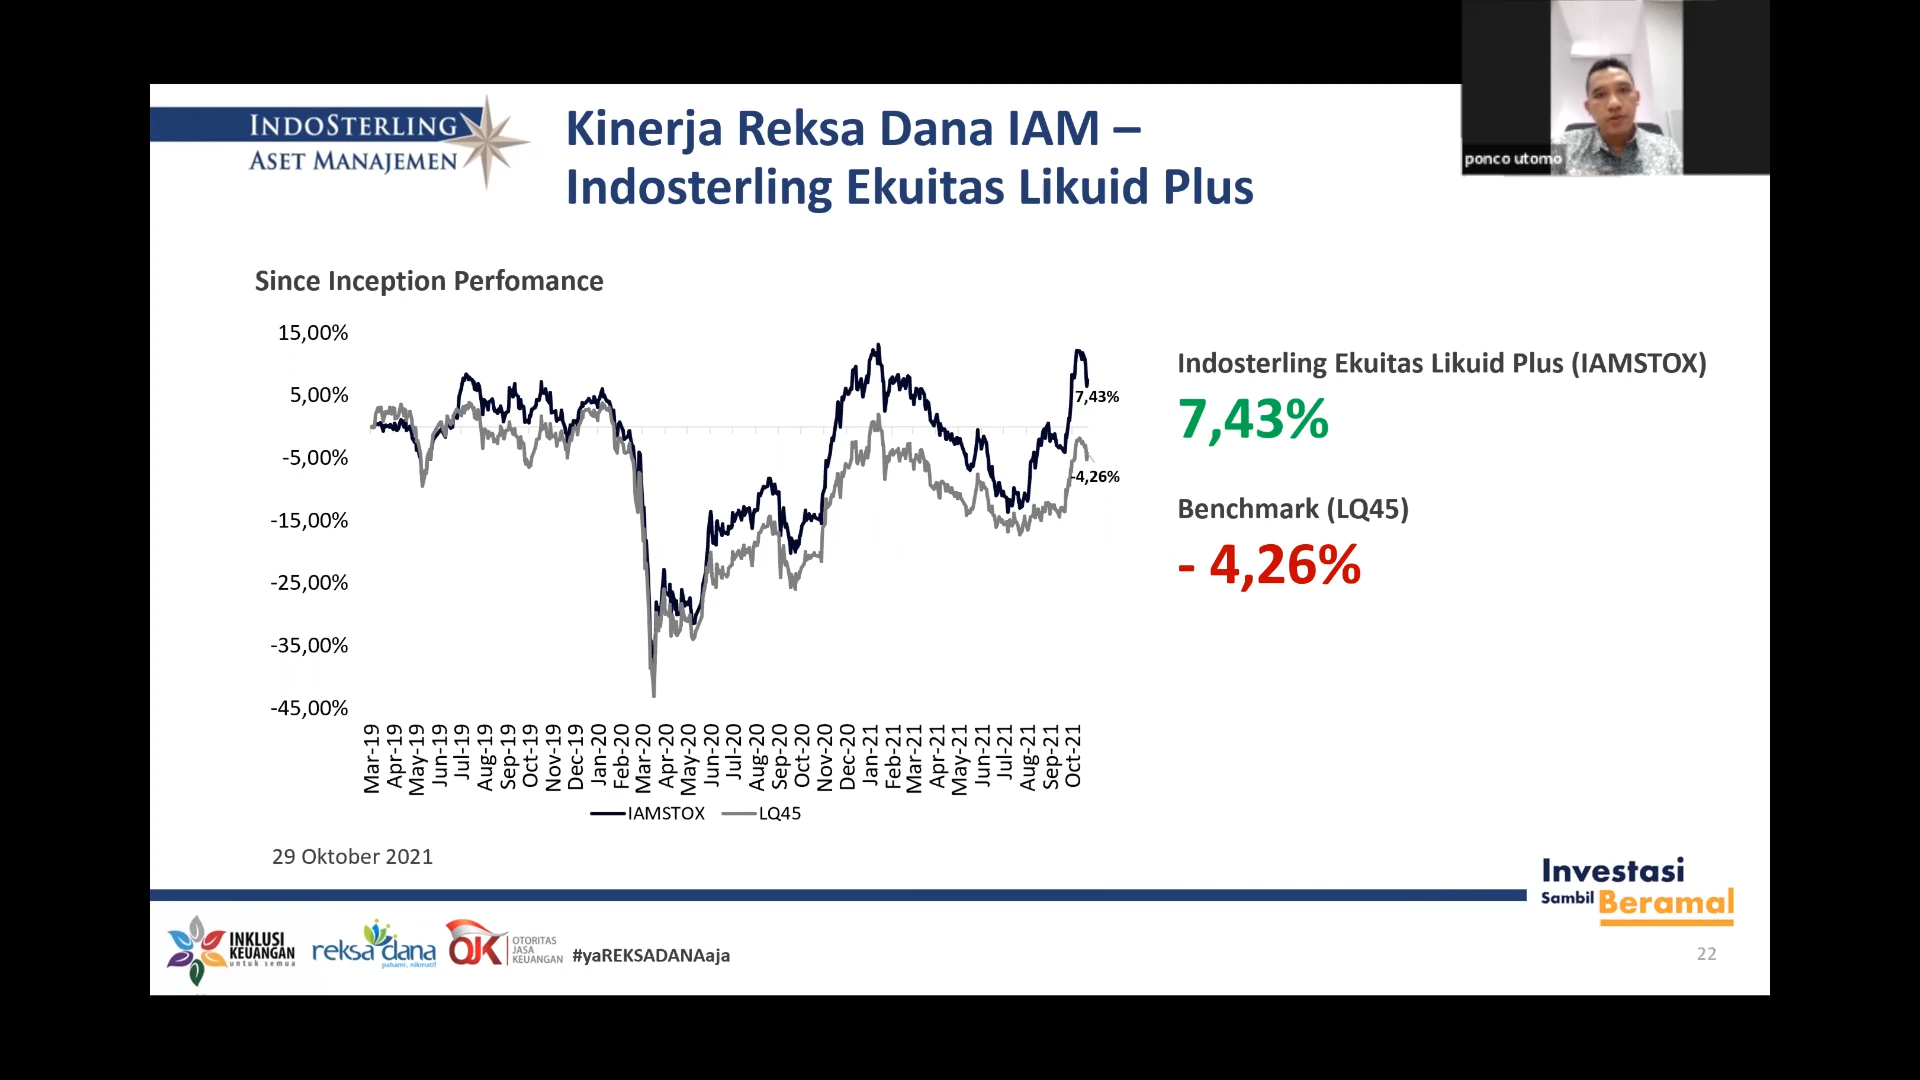 ponco utomo
INDOSTERLING
ASET MANAJEMEN
Kinerja Reksa Dana IAM –
Indosterling Ekuitas Likuid Plus
Since Inception Perfomance
15,00%
5,00%
-5,00%
-15,00%
-25,00%
-35,00%
-45,00%
7,43%
-4,26%
Mar-19
Apr-19
May-19
Jun-19
Jul-19
Aug-19
Sep-19
Oct-19
Nov-19
Dec-19
Jan-20
Feb-20
Mar-20
Apr-20
May-20
Jun-20
Jul-20
Aug-20
Sep-20
Oct-20
Nov-20
Dec-20
Jan-21
Feb-21
Mar-21
Apr-21
May-21
Jun-21
Jul-21
Aug-21
Sep-21
Oct-21
IAMSTOX LQ45
Indosterling Ekuitas Likuid Plus (IAMSTOX)
7,43%
Benchmark (LQ45)
- 4,26%
29 Oktober 2021
Investasi
Sambil Beramal
INKLUSI
KEUANGAN
untuk semua
reksa dana
pahami, nikmati!
OJK
OTORITAS
JASA
KEUANGAN
#yaREKSADANAaja
22